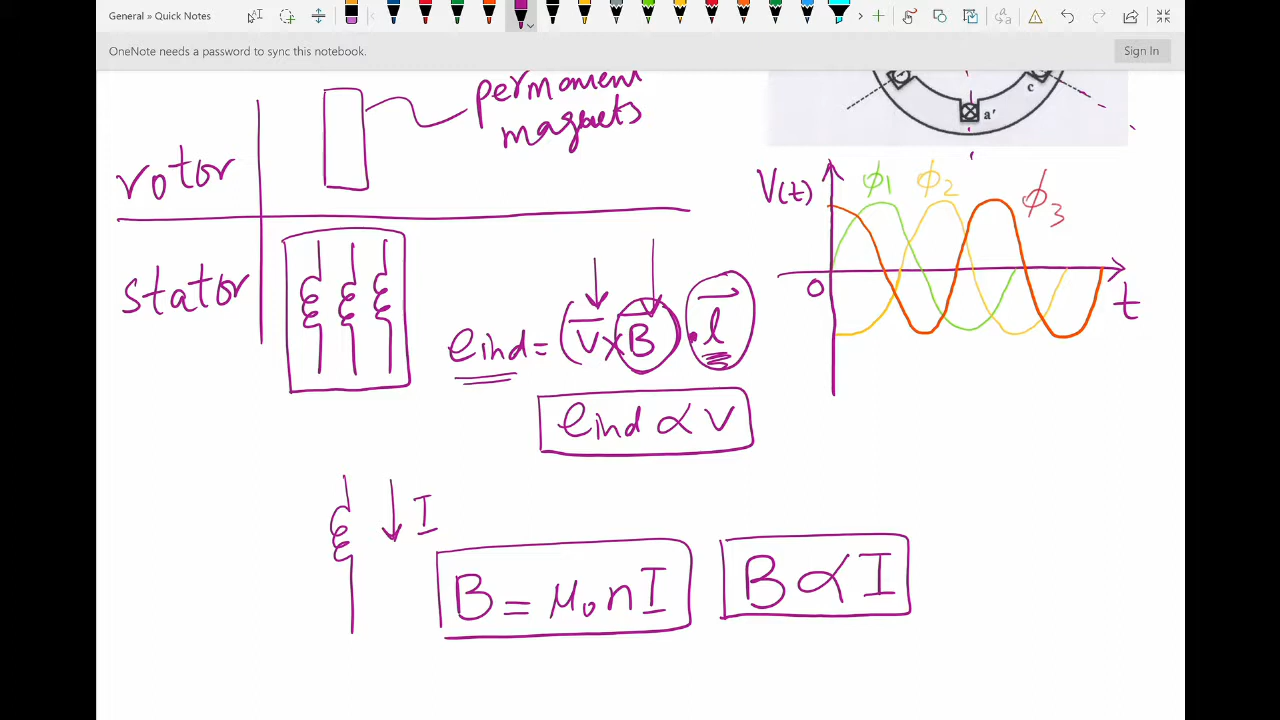 General » Quick Notes
OneNote needs a password to sync this notebook.
Sign In
permanent
magnets
rotor
stator
c
a'
V(t)
ϕ1
ϕ2
ϕ3
0
t
eind = (V × B) · l
eind ∝ V
I
B = μ0 n I
B ∝ I